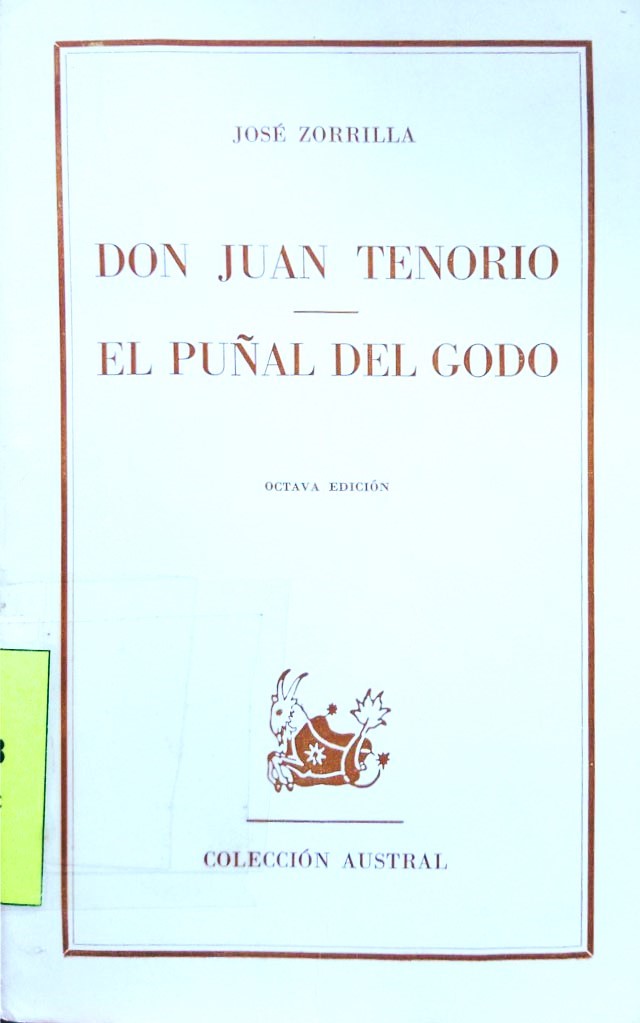 JOSÉ ZORRILLA
DON JUAN TENORIO
EL PUÑAL DEL GODO
OCTAVA EDICIÓN
COLECCIÓN AUSTRAL